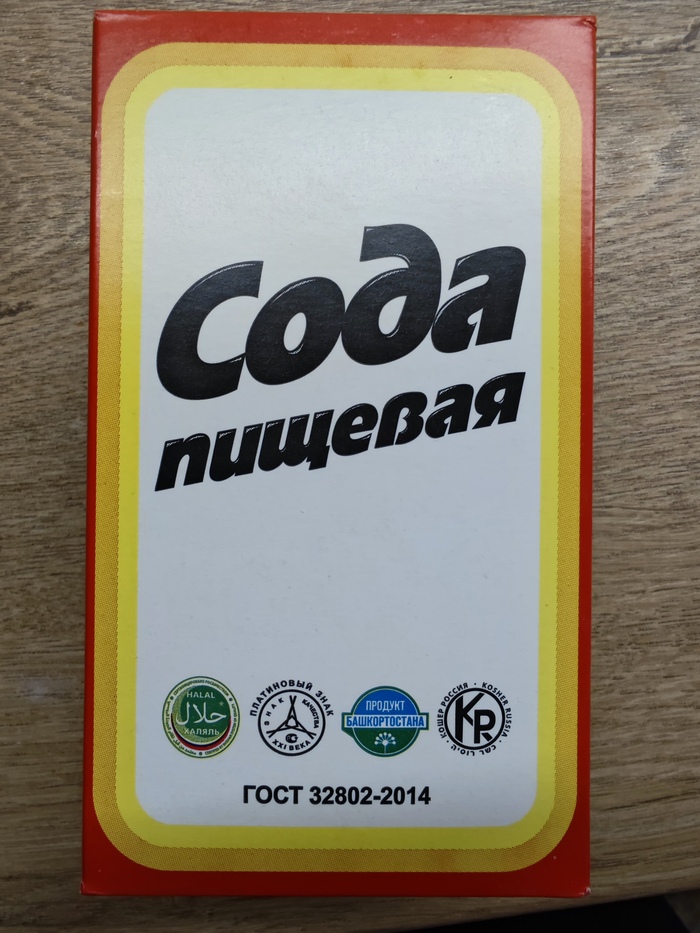 Сода
пищевая
HALAL
حلال
ХАЛЯЛЬ
ПЛАТИНОВЫЙ ЗНАК
ЗНАК КАЧЕСТВА
XXI ВЕКА
ПРОДУКТ
БАШКОРТОСТАНА
КОШЕР РОССИЯ · KOSHER RUSSIA ·
KR
ГОСТ 32802-2014